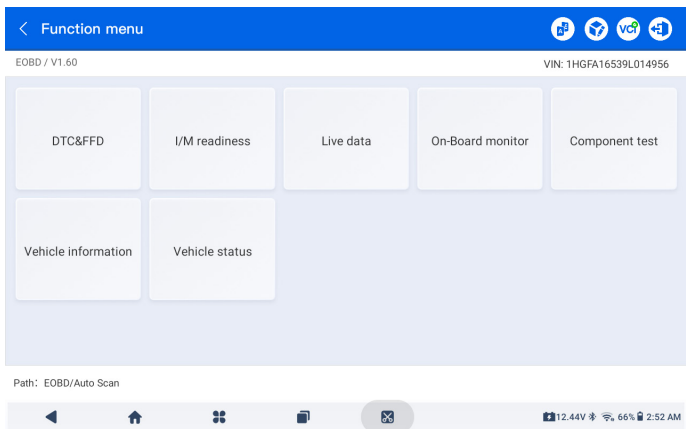 Function menu
VCI
EOBD / V1.60
VIN: 1HGFA16539L014956
DTC&FFD
I/M readiness
Live data
On-Board monitor
Component test
Vehicle information
Vehicle status
Path: EOBD/Auto Scan
12.44V 66% 2:52 AM